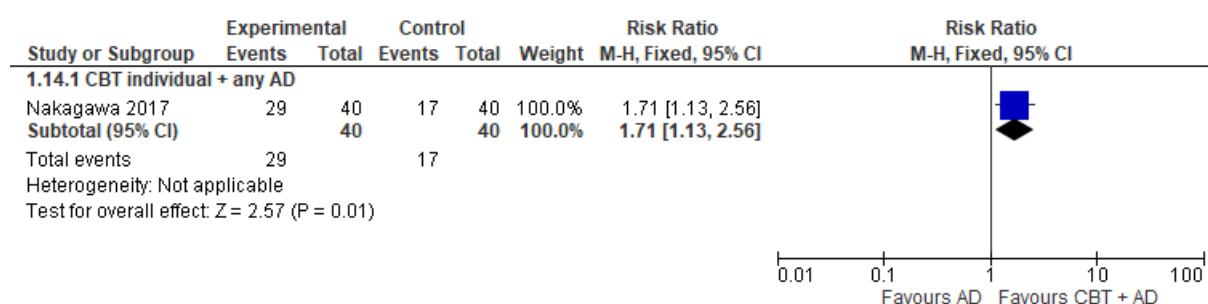 Experimental Control Risk Ratio Risk Ratio
Study or Subgroup Events Total Events Total Weight M-H, Fixed, 95% CI M-H, Fixed, 95% CI
1.14.1 CBT individual + any AD
Nakagawa 2017 29 40 17 40 100.0% 1.71 [1.13, 2.56]
Subtotal (95% CI) 40 40 100.0% 1.71 [1.13, 2.56]
Total events 29 17
Heterogeneity: Not applicable
Test for overall effect: Z = 2.57 (P = 0.01)
0.01 0.1 1 10 100
Favours AD Favours CBT + AD